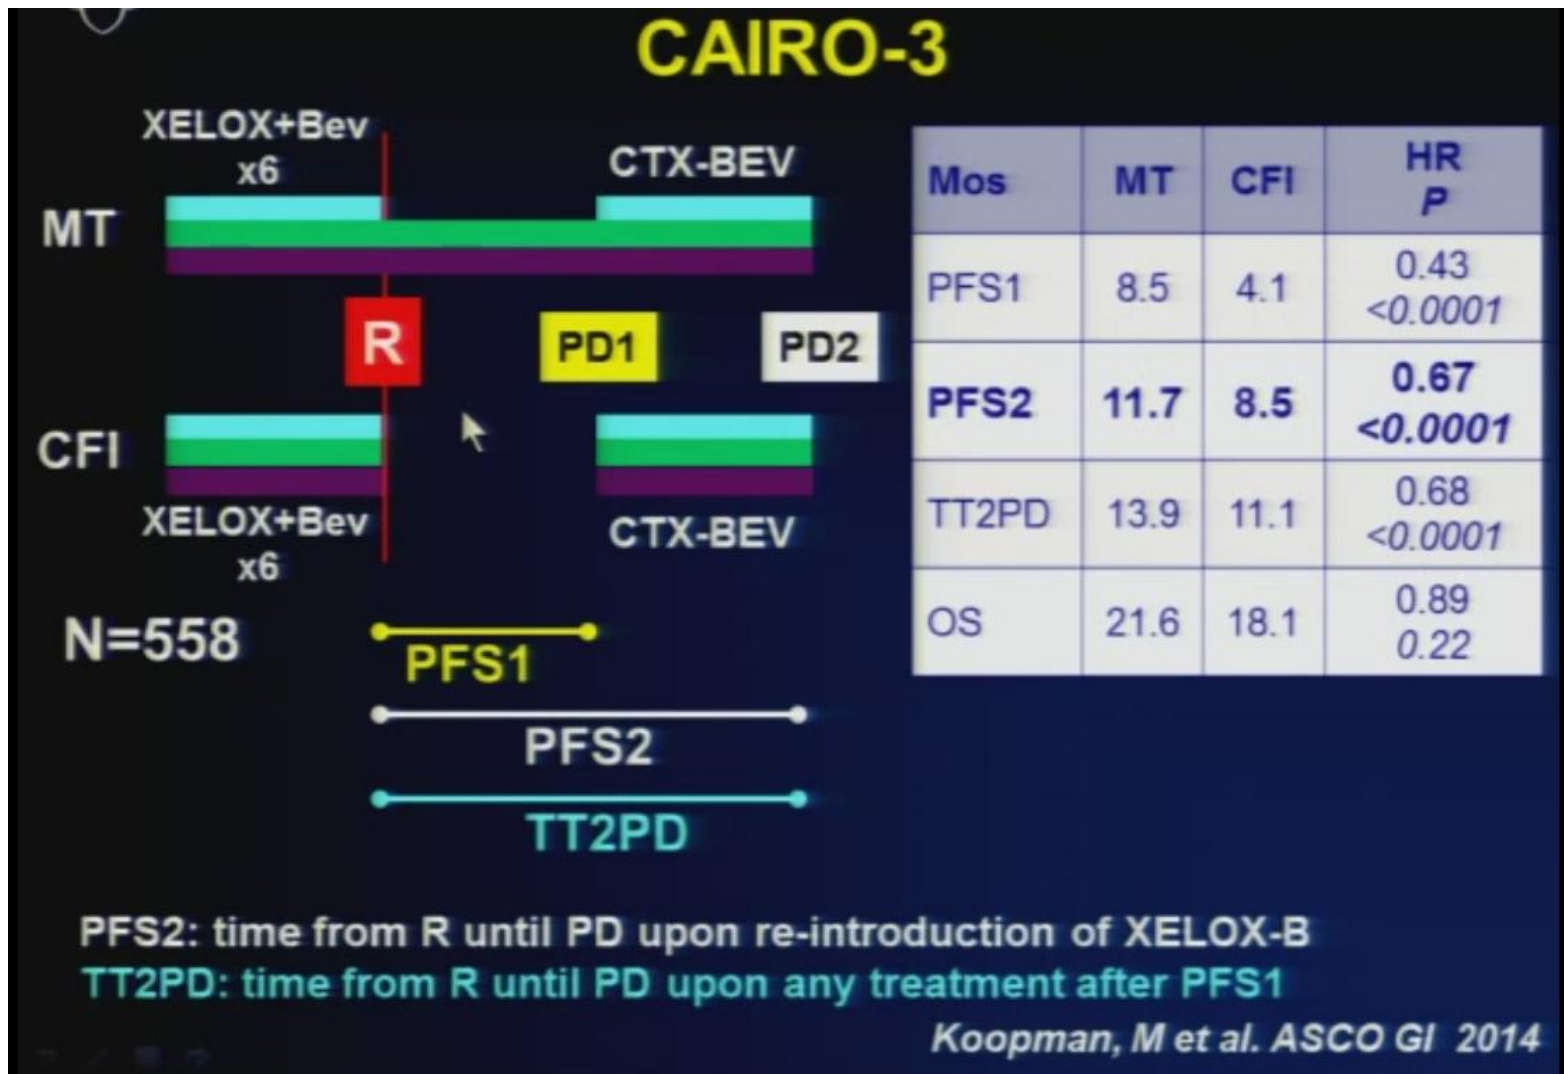 CAIRO-3
XELOX+Bev
x6
CTX-BEV
MT
R
PD1
PD2
CFI
XELOX+Bev
x6
CTX-BEV
N=558
PFS1
PFS2
TT2PD
Mos MT CFI HR
P
PFS1 8.5 4.1 0.43
<0.0001
PFS2 11.7 8.5 0.67
<0.0001
TT2PD 13.9 11.1 0.68
<0.0001
OS 21.6 18.1 0.89
0.22
PFS2: time from R until PD upon re-introduction of XELOX-B
TT2PD: time from R until PD upon any treatment after PFS1
Koopman, M et al. ASCO GI 2014